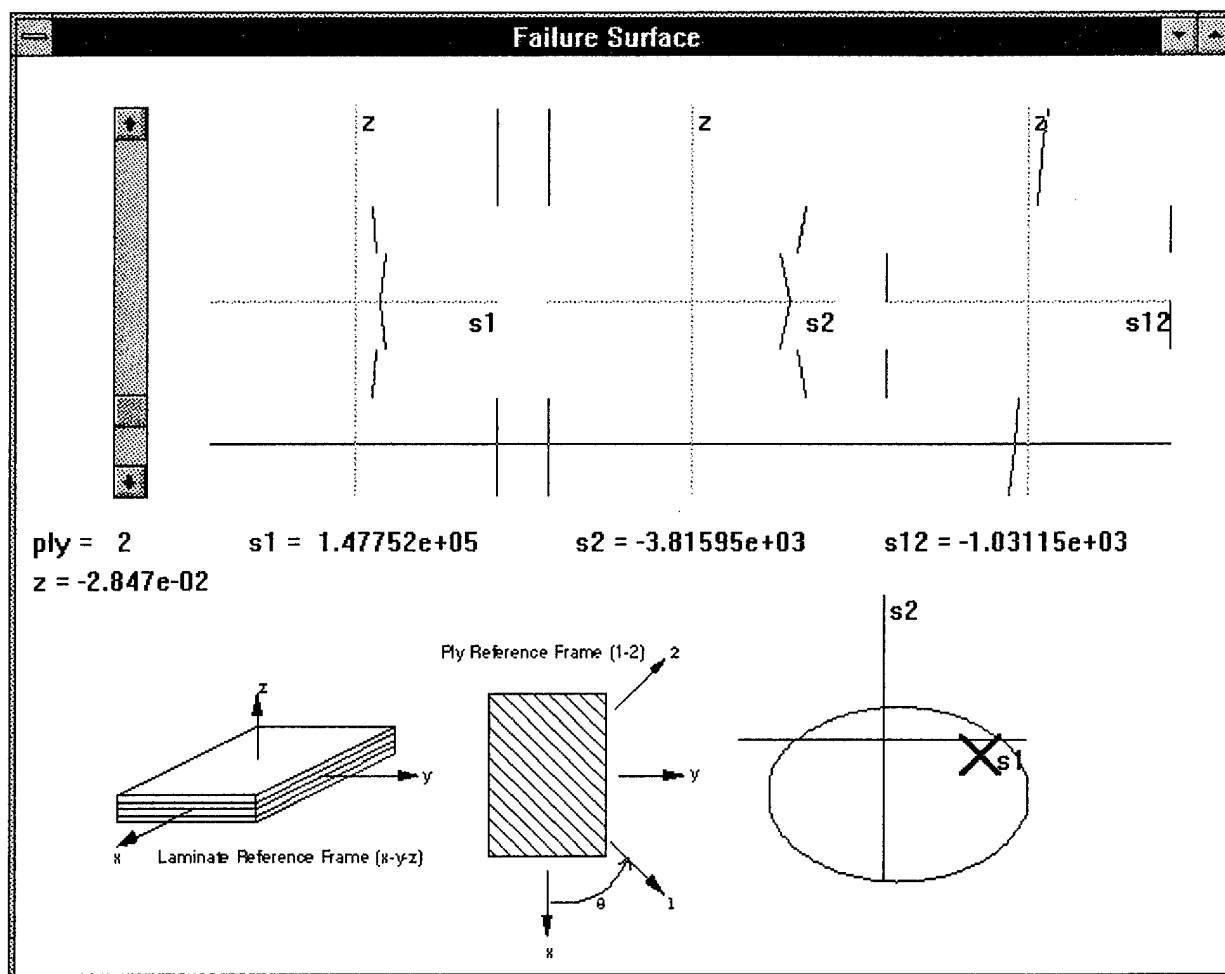 Failure Surface
z z z'
s1 s2 s12
ply = 2 s1 = 1.47752e+05 s2 = -3.81595e+03 s12 = -1.03115e+03
z = -2.847e-02
s2
Ply Reference Frame (1-2) 2
z
y y
s1
x Laminate Reference Frame (x-y-z)
θ 1
x